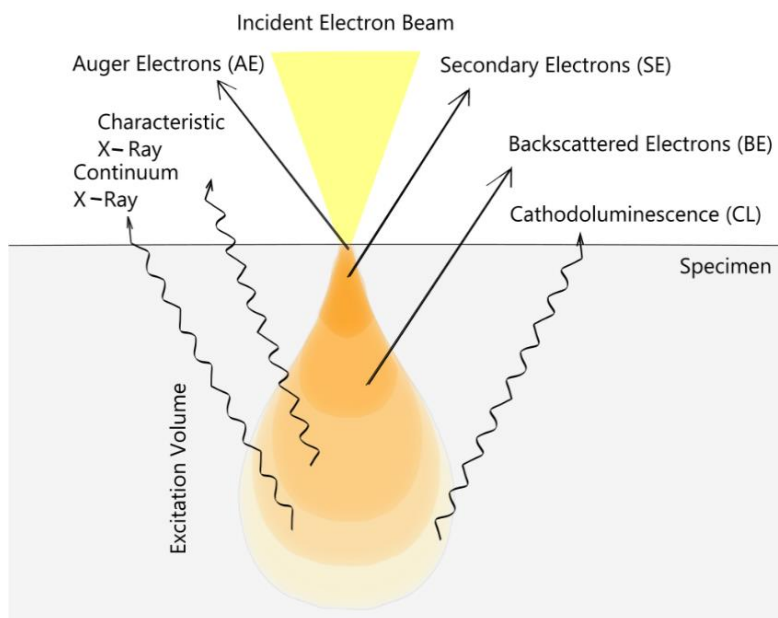 Incident Electron Beam
Auger Electrons (AE)
Secondary Electrons (SE)
Characteristic
X–Ray
Continuum
X–Ray
Backscattered Electrons (BE)
Cathodoluminescence (CL)
Specimen
Excitation Volume